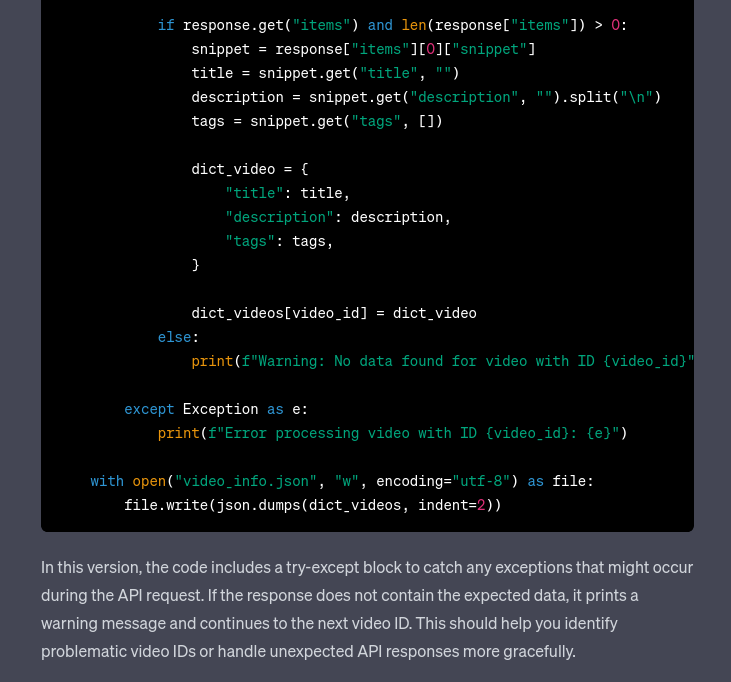 if response.get("items") and len(response["items"]) > 0:
snippet = response["items"][0]["snippet"]
title = snippet.get("title", "")
description = snippet.get("description", "").split("\n")
tags = snippet.get("tags", [])
dict_video = {
"title": title,
"description": description,
"tags": tags,
}
dict_videos[video_id] = dict_video
else:
print(f"Warning: No data found for video with ID {video_id}"
except Exception as e:
print(f"Error processing video with ID {video_id}: {e}")
with open("video_info.json", "w", encoding="utf-8") as file:
file.write(json.dumps(dict_videos, indent=2))
In this version, the code includes a try-except block to catch any exceptions that might occur
during the API request. If the response does not contain the expected data, it prints a
warning message and continues to the next video ID. This should help you identify
problematic video IDs or handle unexpected API responses more gracefully.